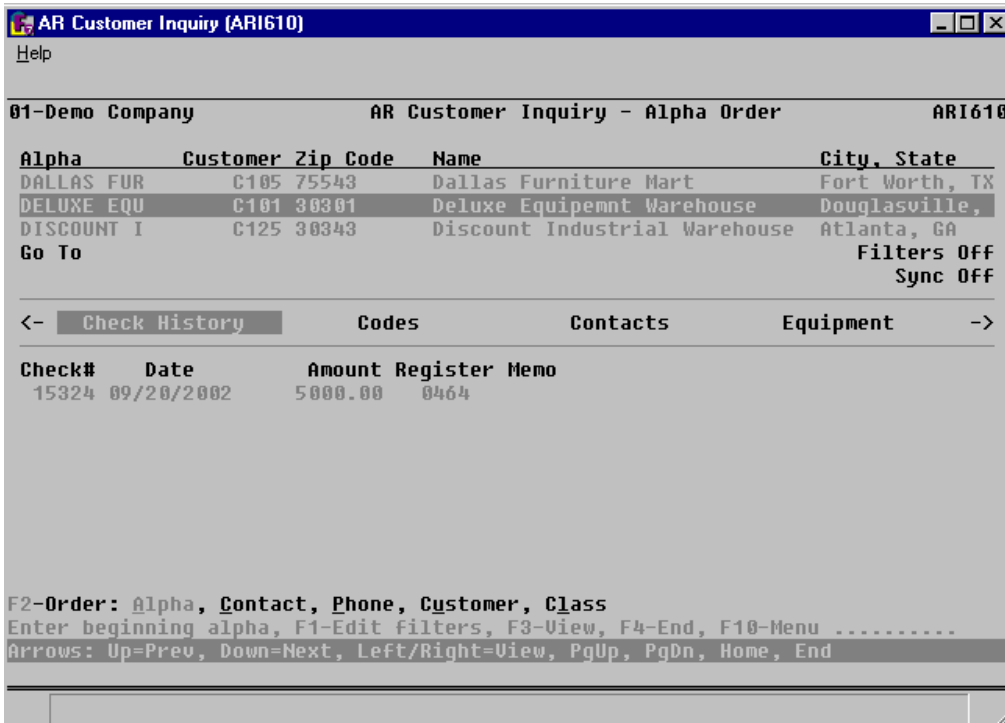 AR Customer Inquiry (ARI610)
Help
01-Demo Company AR Customer Inquiry - Alpha Order ARI610
Alpha Customer Zip Code Name City, State
DALLAS FUR C105 75543 Dallas Furniture Mart Fort Worth, TX
DELUXE EQU C101 30301 Deluxe Equipemnt Warehouse Douglasville,
DISCOUNT I C125 30343 Discount Industrial Warehouse Atlanta, GA
Go To Filters Off
Sync Off
<- Check History Codes Contacts Equipment ->
Check# Date Amount Register Memo
15324 09/20/2002 5000.00 0464
F2-Order: Alpha, Contact, Phone, Customer, Class
Enter beginning alpha, F1-Edit filters, F3-View, F4-End, F10-Menu ..........
Arrows: Up=Prev, Down=Next, Left/Right=View, PgUp, PgDn, Home, End